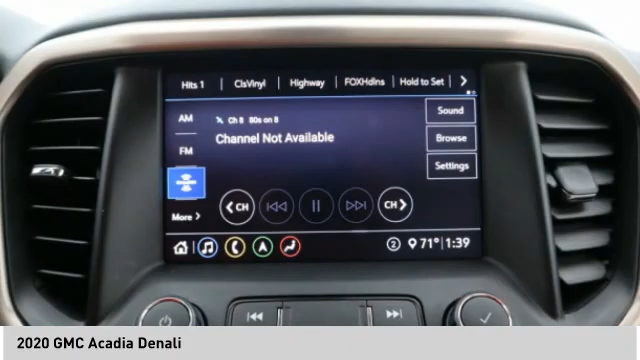 Hits 1 ClsVinyl Highway FOXHdlns Hold to Set
AM
Ch 8 80s on 8
Sound
Channel Not Available
Browse
FM
Settings
CH CH
More
2 71° 1:39
2020 GMC Acadia Denali